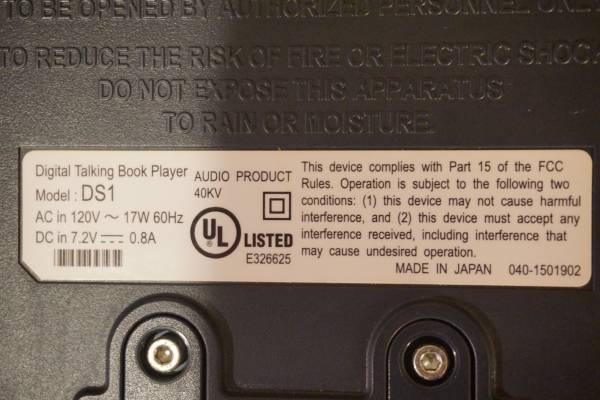 TO BE OPENED BY AUTHORIZED PERSONNEL ONLY
TO REDUCE THE RISK OF FIRE OR ELECTRIC SHOCK
DO NOT EXPOSE THIS APPARATUS
TO RAIN OR MOISTURE.
Digital Talking Book Player
Model : DS1
AC in 120V ~ 17W 60Hz
DC in 7.2V ⎓ 0.8A
AUDIO PRODUCT
40KV
UL LISTED
E326625
This device complies with Part 15 of the FCC
Rules. Operation is subject to the following two
conditions: (1) this device may not cause harmful
interference, and (2) this device must accept any
interference received, including interference that
may cause undesired operation.
MADE IN JAPAN 040-1501902